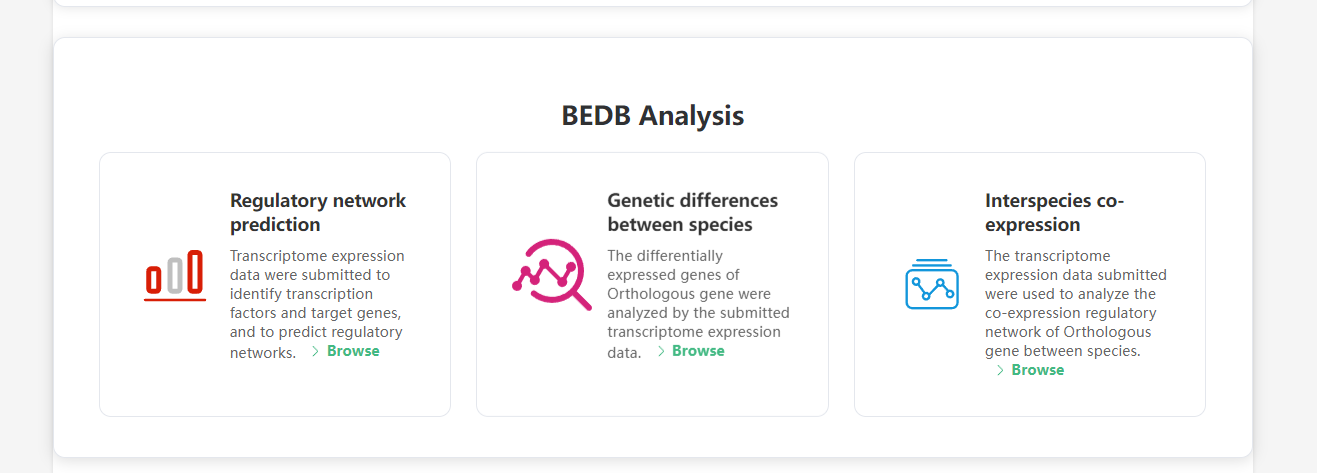 BEDB Analysis
Regulatory network
prediction
Transcriptome expression
data were submitted to
identify transcription
factors and target genes,
and to predict regulatory
networks. > Browse
Genetic differences
between species
The differentially
expressed genes of
Orthologous gene were
analyzed by the submitted
transcriptome expression
data. > Browse
Interspecies co-
expression
The transcriptome
expression data submitted
were used to analyze the
co-expression regulatory
network of Orthologous
gene between species.
> Browse